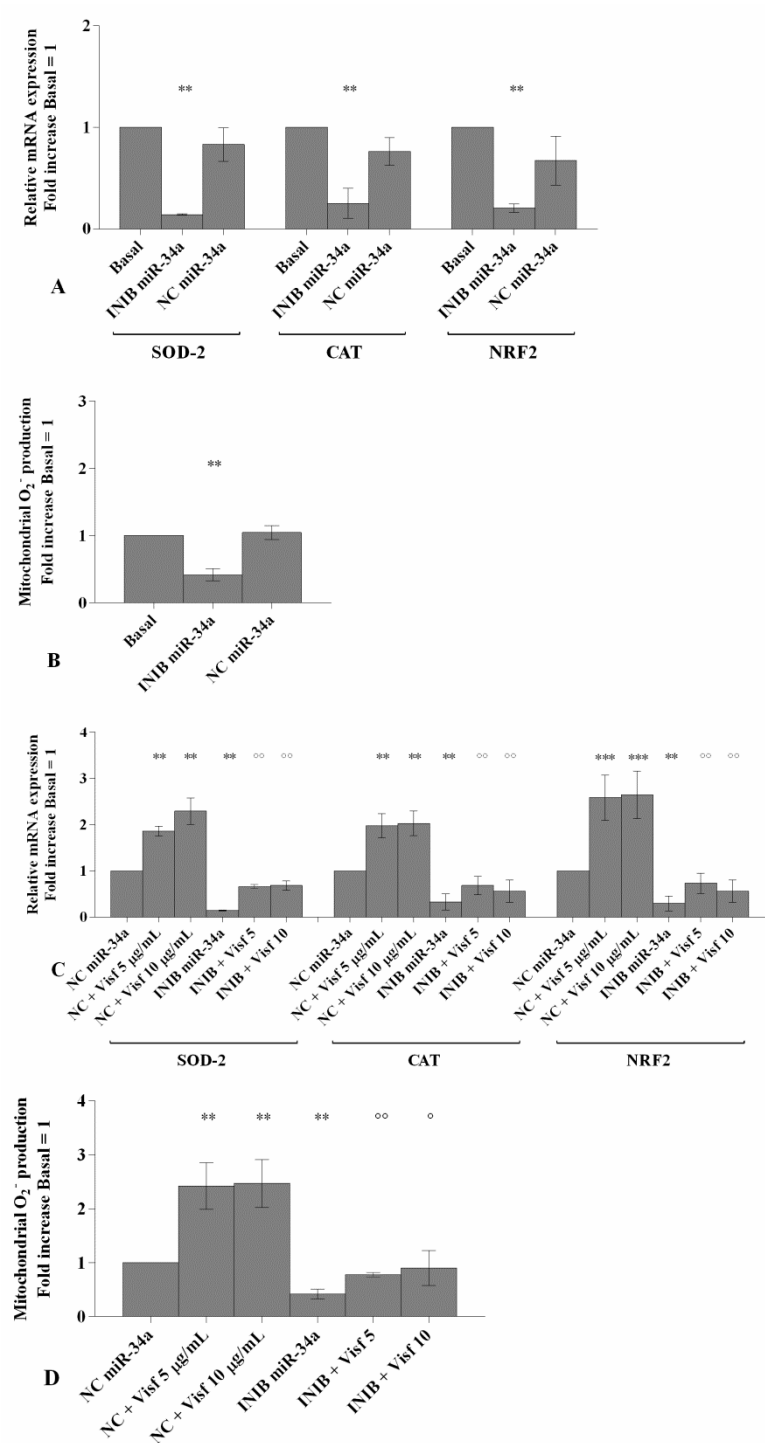 2
Relative mRNA expression
Fold increase Basal = 1
** ** **
1
0
Basal
INIB miR-34a
NC miR-34a
Basal
INIB miR-34a
NC miR-34a
Basal
INIB miR-34a
NC miR-34a
A
SOD-2 CAT NRF2
3
Mitochondrial O₂⁻ production
Fold increase Basal = 1
2
**
1
0
Basal
INIB miR-34a
NC miR-34a
B
4
Relative mRNA expression
Fold increase Basal = 1
** ** ** °° °° ** ** ** °° °° *** *** ** °° °°
3
2
1
0
NC miR-34a
NC + Visf 5 µg/mL
NC + Visf 10 µg/mL
INIB miR-34a
INIB + Visf 5
INIB + Visf 10
NC miR-34a
NC + Visf 5 µg/mL
NC + Visf 10 µg/mL
INIB miR-34a
INIB + Visf 5
INIB + Visf 10
NC miR-34a
NC + Visf 5 µg/mL
NC + Visf 10 µg/mL
INIB miR-34a
INIB + Visf 5
INIB + Visf 10
C
SOD-2 CAT NRF2
4
Mitochondrial O₂⁻ production
Fold increase Basal = 1
** ** ** °° °
3
2
1
0
NC miR-34a
NC + Visf 5 µg/mL
NC + Visf 10 µg/mL
INIB miR-34a
INIB + Visf 5
INIB + Visf 10
D